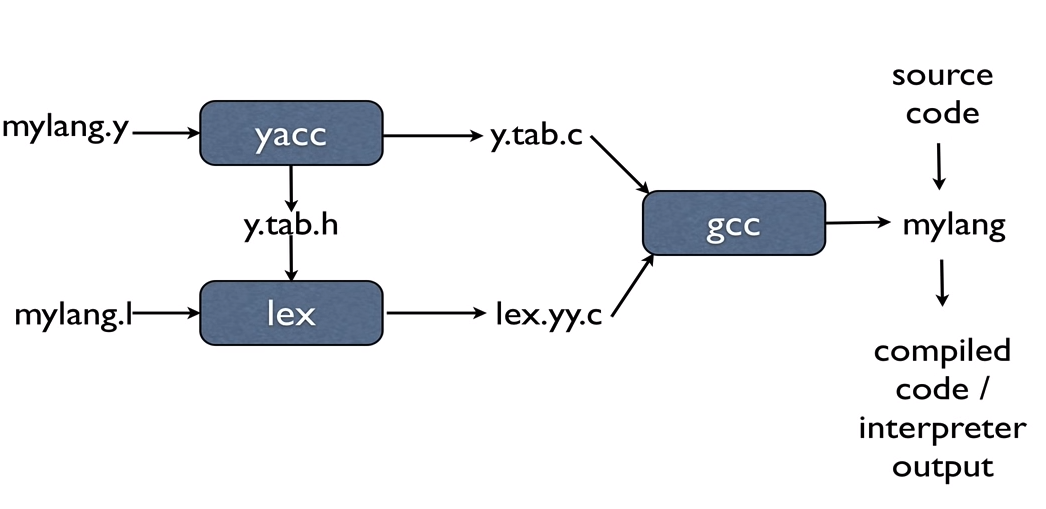 mylang.y
yacc
y.tab.c
y.tab.h
mylang.l
lex
lex.yy.c
gcc
source
code
mylang
compiled
code /
interpreter
output